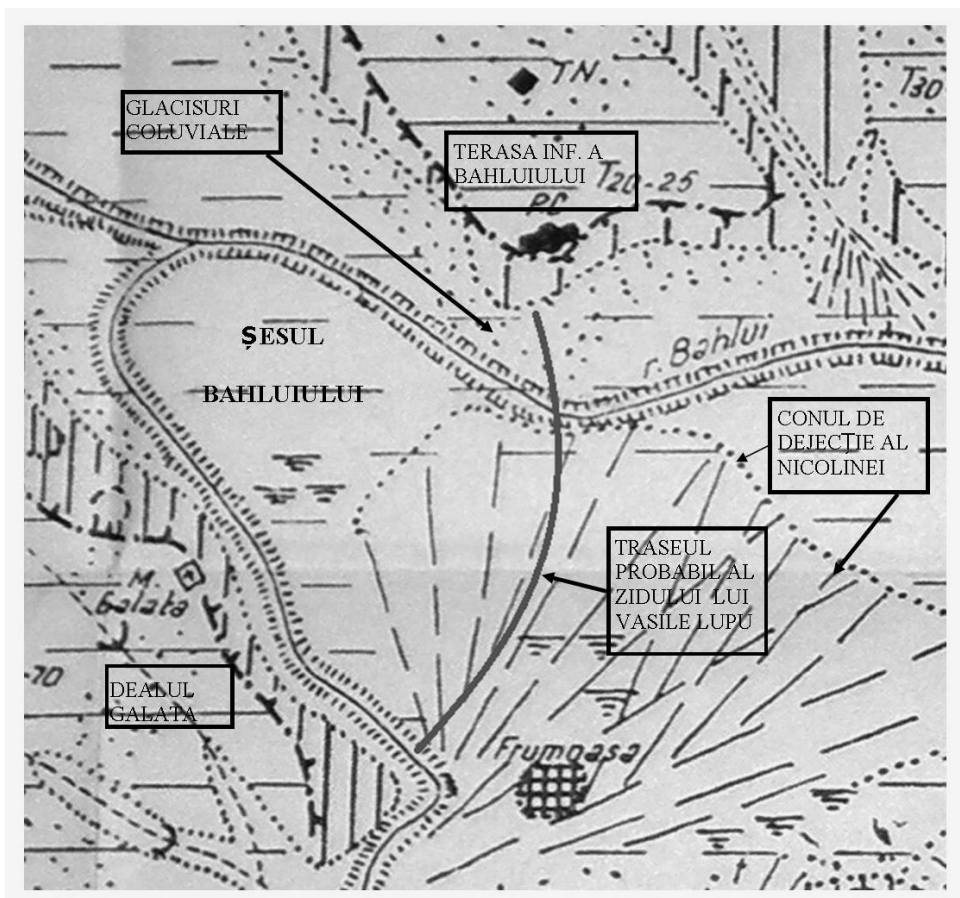 TN.
T30
GLACISURI
COLUVIALE
TERASA INF. A
BAHLUIULUI
T20-25
PC
ȘESUL
BAHLUIULUI
r. Bahlui
CONUL DE
DEJECȚIE AL
NICOLINEI
TRASEUL
PROBABIL AL
ZIDULUI LUI
VASILE LUPU
M.
Galata
-70
DEALUL
GALATA
Frumoasa